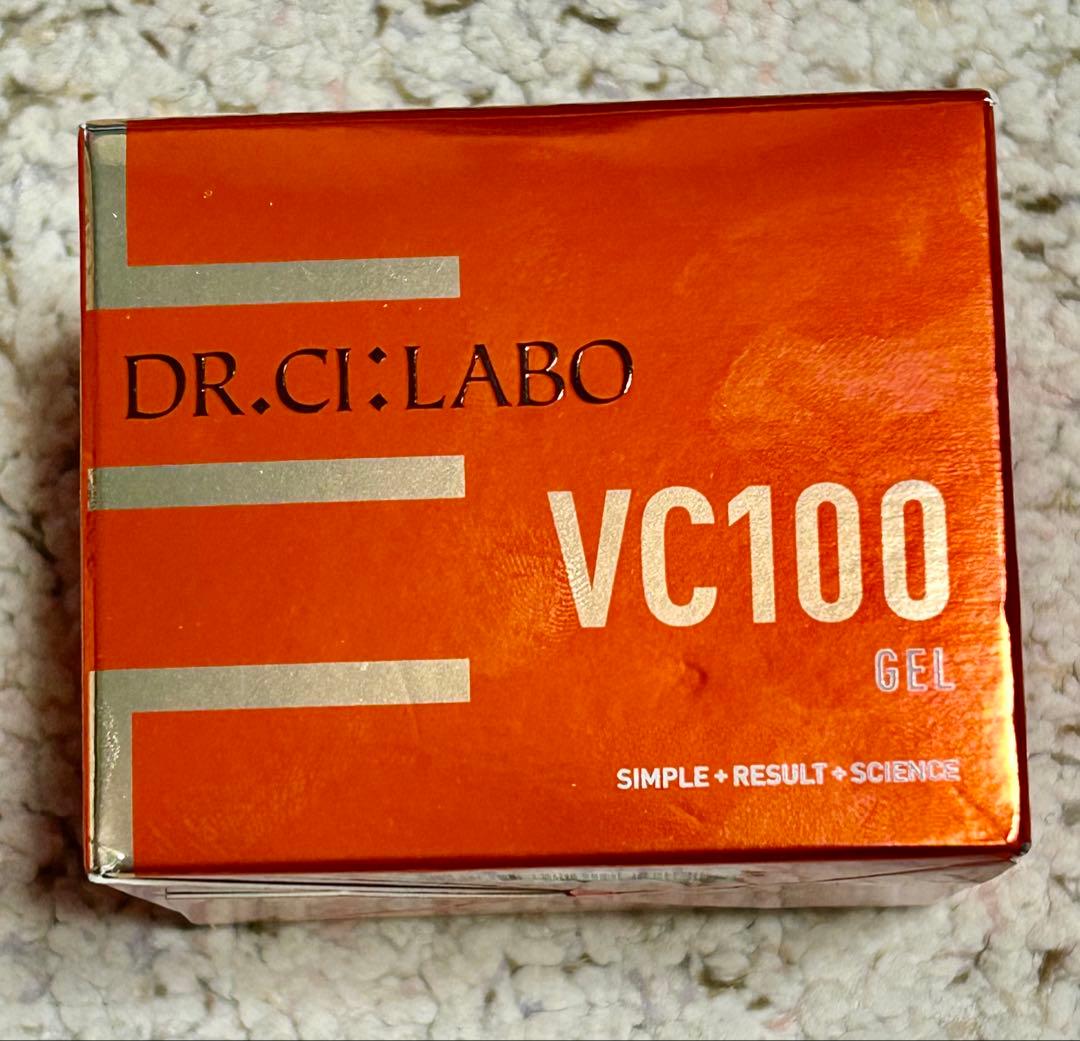 DR.CI:LABO
VC100
GEL
SIMPLE+RESULT+SCIENCE